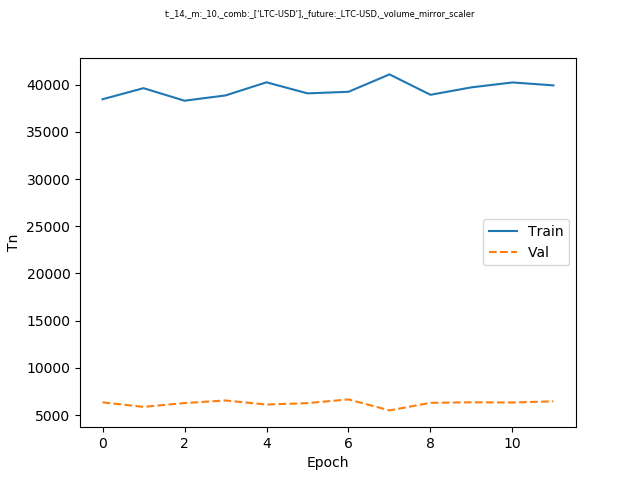 t:_14,_m:_10,_comb:_['LTC-USD'],_future:_LTC-USD,_volume_mirror_scaler
40000
35000
30000
25000
20000
15000
10000
5000
Tn
Train
Val
0 2 4 6 8 10
Epoch